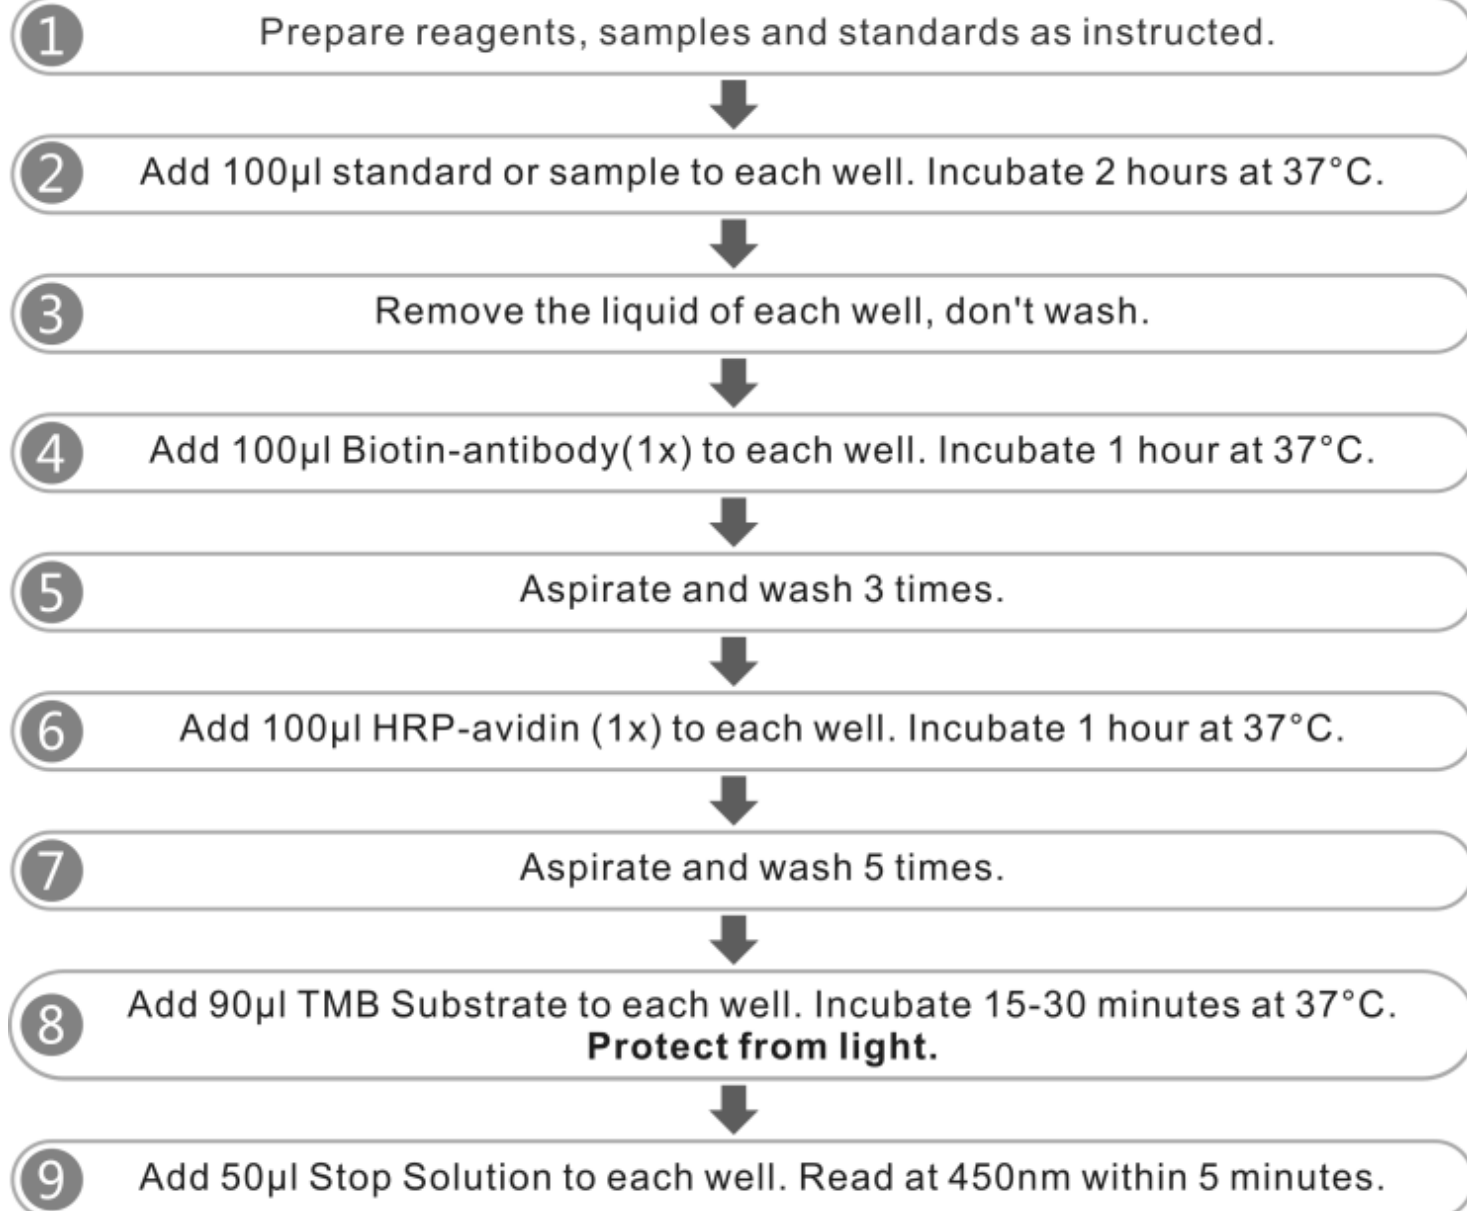 1 Prepare reagents, samples and standards as instructed.
2 Add 100µl standard or sample to each well. Incubate 2 hours at 37°C.
3 Remove the liquid of each well, don't wash.
4 Add 100µl Biotin-antibody(1x) to each well. Incubate 1 hour at 37°C.
5 Aspirate and wash 3 times.
6 Add 100µl HRP-avidin (1x) to each well. Incubate 1 hour at 37°C.
7 Aspirate and wash 5 times.
8 Add 90µl TMB Substrate to each well. Incubate 15-30 minutes at 37°C.
Protect from light.
9 Add 50µl Stop Solution to each well. Read at 450nm within 5 minutes.